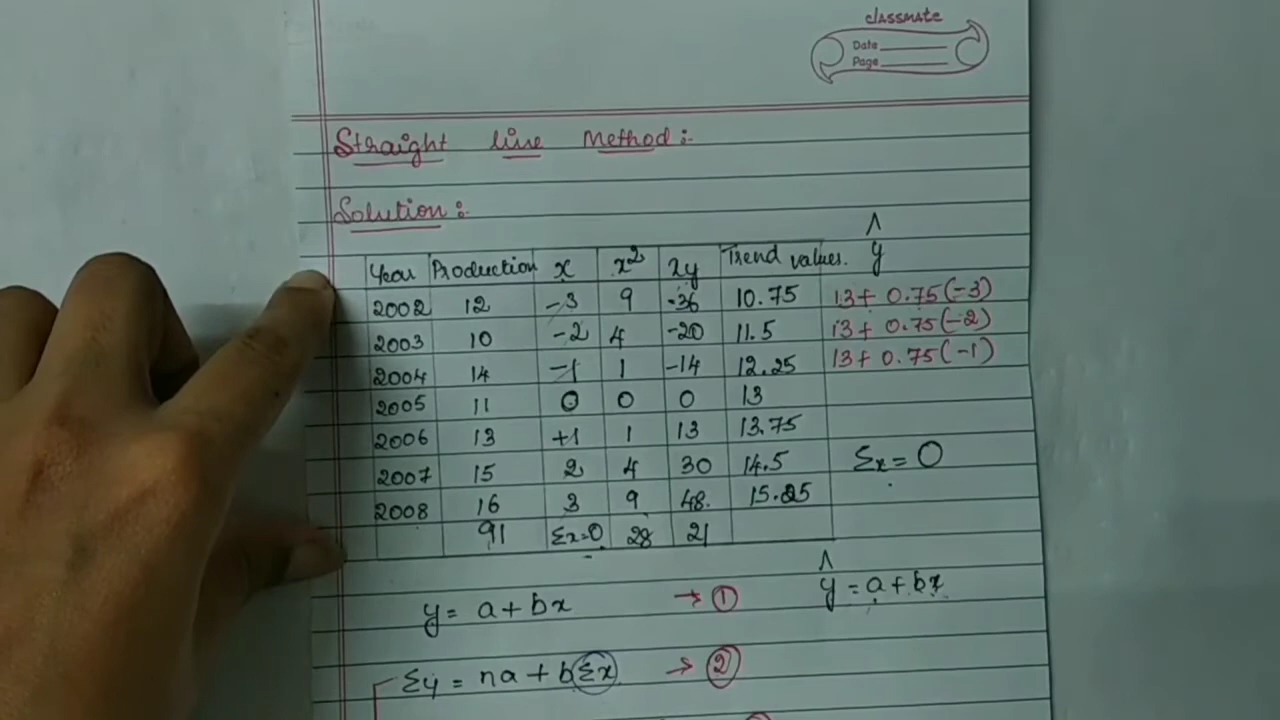 classmate
Date
Page
Straight line Method :-
Solution :-
Year Production x x² xy Trend values. ŷ
2002 12 -3 9 -36 10.75 13+ 0.75(-3)
2003 10 -2 4 -20 11.5 13+ 0.75(-2)
2004 14 -1 1 -14 12.25 13+ 0.75(-1)
2005 11 0 0 0 13
2006 13 +1 1 13 13.75
2007 15 2 4 30 14.5 Σx = 0
2008 16 3 9 48. 15.25
91 Σx=0 28 21
y = a + bx → ① ŷ = a + bx
Σy = na + bΣx → ②